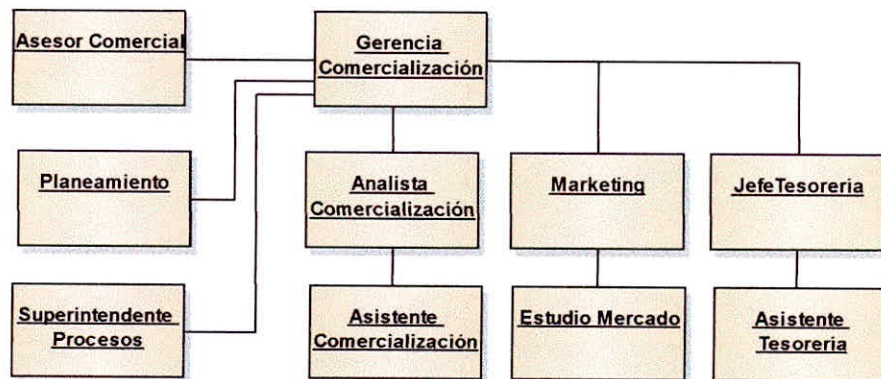 Asesor Comercial
Gerencia
Comercialización
Planeamiento
Analista
Comercialización
Marketing
JefeTesoreria
Superintendente
Procesos
Asistente
Comercialización
Estudio Mercado
Asistente
Tesoreria